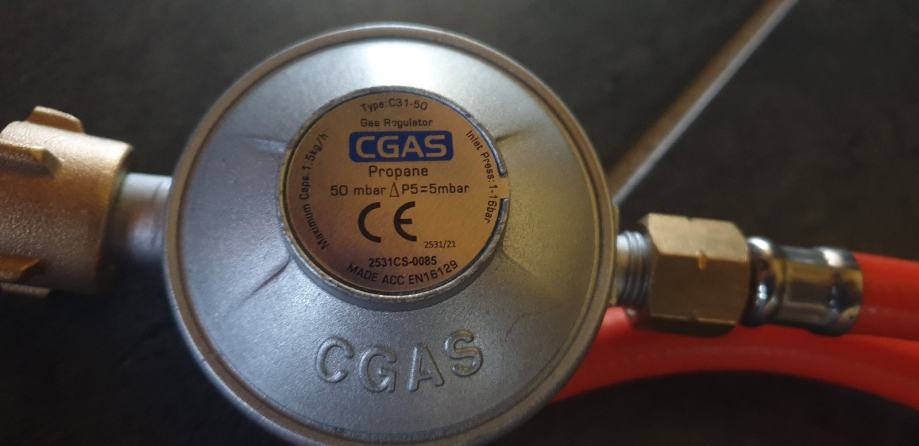 Type:C31-50
Gas Regulator
CGAS
Propane
50 mbar ΔP5=5mbar
Maximum Caps: 1.5kg/h
Inlet Press: 1-16bar
CE
2531/21
2531CS-0085
MADE ACC EN16129
CGAS